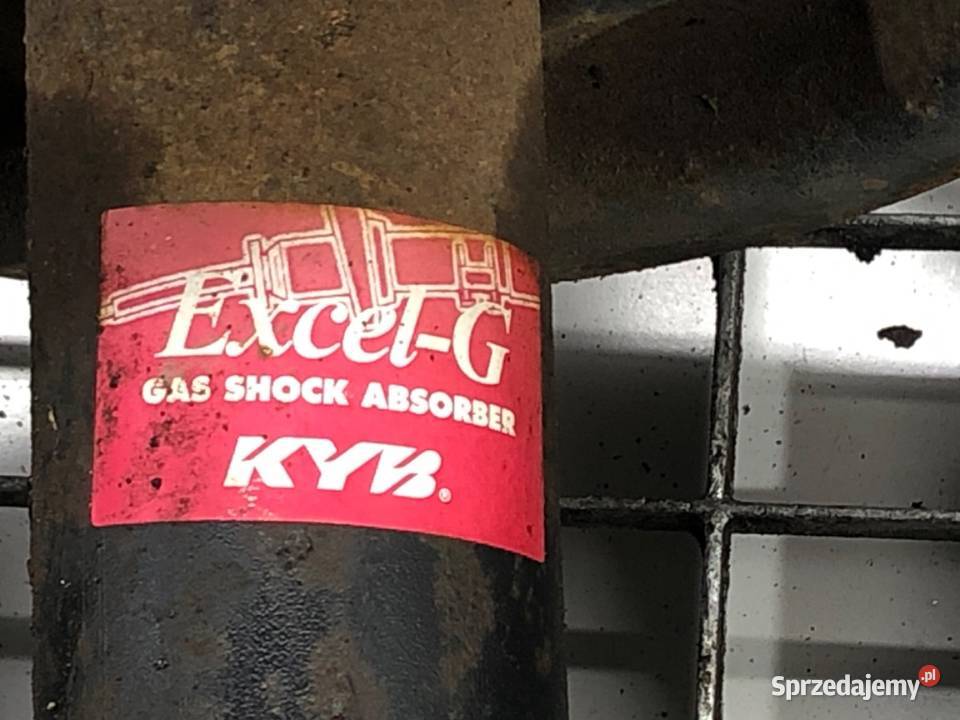 Excel-G
GAS SHOCK ABSORBER
KYB®
Sprzedajemy.pl